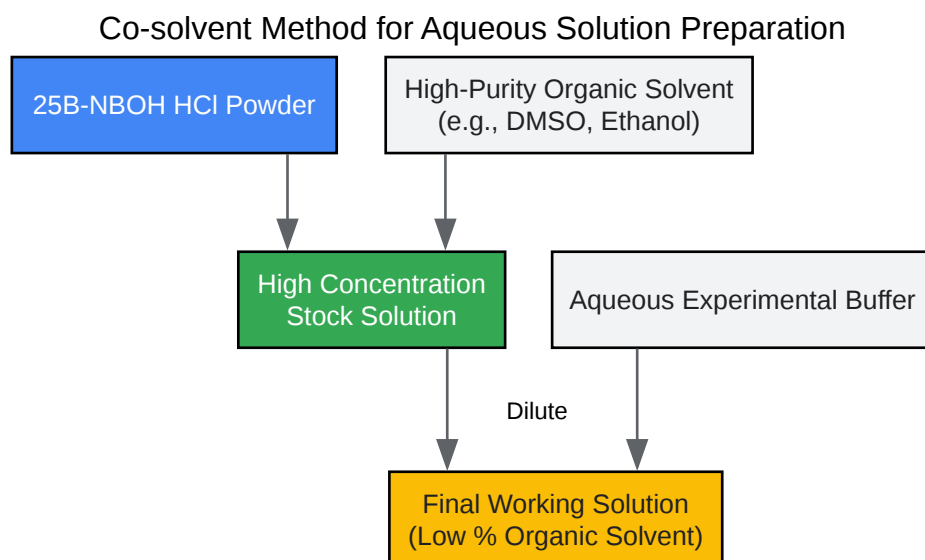 Co-solvent Method for Aqueous Solution Preparation
25B-NBOH HCl Powder
High-Purity Organic Solvent
(e.g., DMSO, Ethanol)
High Concentration
Stock Solution
Aqueous Experimental Buffer
Dilute
Final Working Solution
(Low % Organic Solvent)